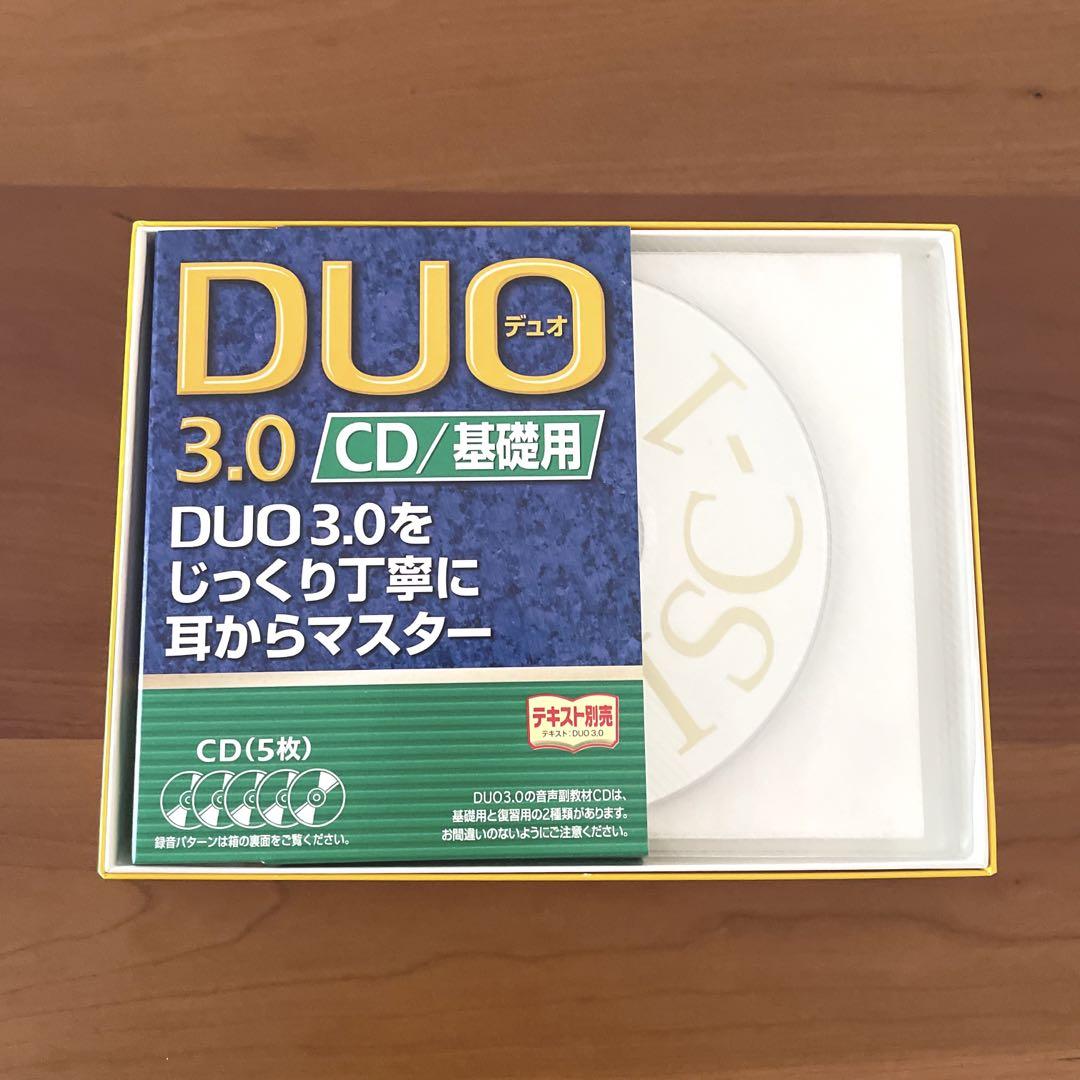 DUO
デュオ
3.0
CD/基礎用
DUO 3.0を
じっくり丁寧に
耳からマスター
テキスト別売
テキスト:DUO 3.0
CD(5枚)
録音パターンは箱の裏面をご覧ください。
DUO3.0の音声副教材CDは、
基礎用と復習用の2種類があります。
お間違いのないようにご注意ください。
ISC-1